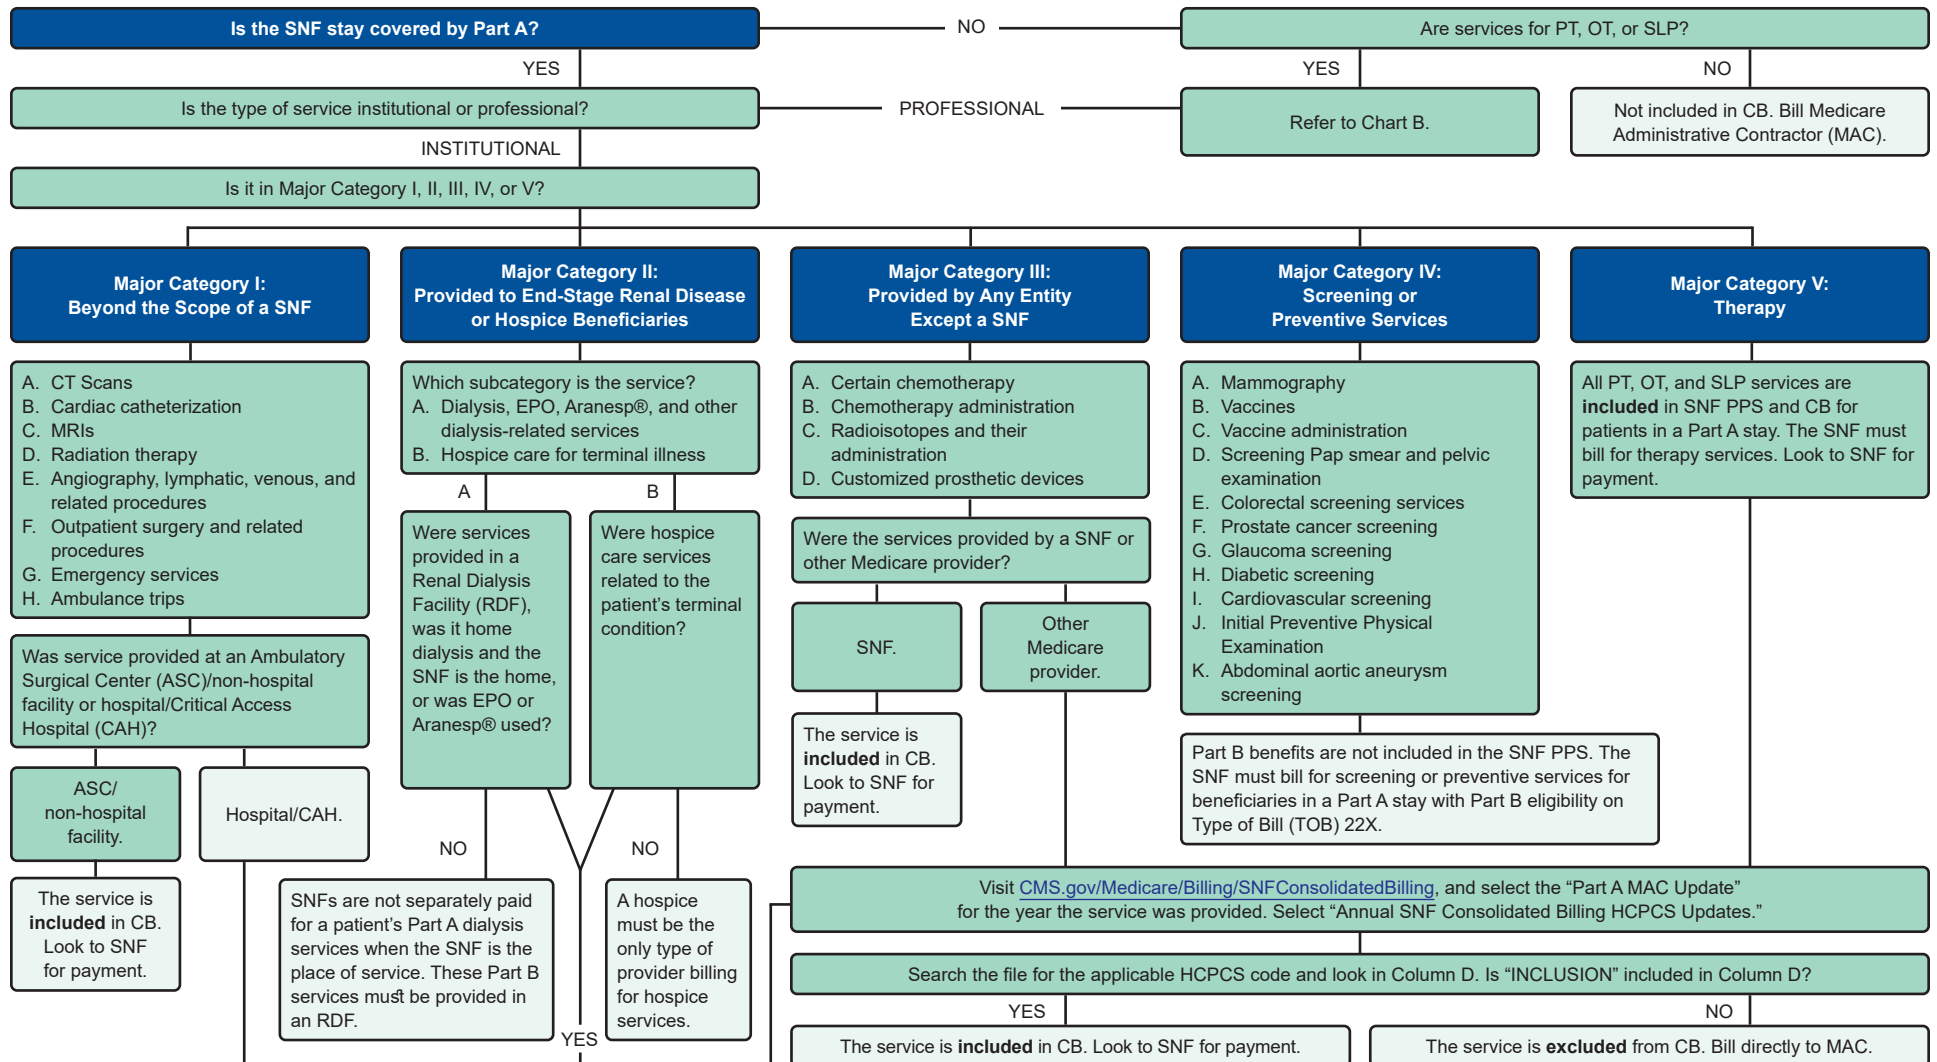 Is the SNF stay covered by Part A?
NO
Are services for PT, OT, or SLP?
YES
YES
NO
Is the type of service institutional or professional?
PROFESSIONAL
Refer to Chart B.
Not included in CB. Bill Medicare
Administrative Contractor (MAC).
INSTITUTIONAL
Is it in Major Category I, II, III, IV, or V?
Major Category I:
Beyond the Scope of a SNF
Major Category II:
Provided to End-Stage Renal Disease
or Hospice Beneficiaries
Major Category III:
Provided by Any Entity
Except a SNF
Major Category IV:
Screening or
Preventive Services
Major Category V:
Therapy
A. CT Scans
B. Cardiac catheterization
C. MRIs
D. Radiation therapy
E. Angiography, lymphatic, venous, and
related procedures
F. Outpatient surgery and related
procedures
G. Emergency services
H. Ambulance trips
Was service provided at an Ambulatory
Surgical Center (ASC)/non-hospital
facility or hospital/Critical Access
Hospital (CAH)?
ASC/
non-hospital
facility.
Hospital/CAH.
The service is
included in CB.
Look to SNF
for payment.
Which subcategory is the service?
A. Dialysis, EPO, Aranesp®, and other
dialysis-related services
B. Hospice care for terminal illness
A
B
Were services
provided in a
Renal Dialysis
Facility (RDF),
was it home
dialysis and the
SNF is the home,
or was EPO or
Aranesp® used?
Were hospice
care services
related to the
patient's terminal
condition?
NO
NO
SNFs are not separately paid
for a patient's Part A dialysis
services when the SNF is the
place of service. These Part B
services must be provided in
an RDF.
A hospice
must be the
only type of
provider billing
for hospice
services.
YES
A. Certain chemotherapy
B. Chemotherapy administration
C. Radioisotopes and their
administration
D. Customized prosthetic devices
Were the services provided by a SNF or
other Medicare provider?
SNF.
Other
Medicare
provider.
The service is
included in CB.
Look to SNF for
payment.
A. Mammography
B. Vaccines
C. Vaccine administration
D. Screening Pap smear and pelvic
examination
E. Colorectal screening services
F. Prostate cancer screening
G. Glaucoma screening
H. Diabetic screening
I. Cardiovascular screening
J. Initial Preventive Physical
Examination
K. Abdominal aortic aneurysm
screening
Part B benefits are not included in the SNF PPS. The
SNF must bill for screening or preventive services for
beneficiaries in a Part A stay with Part B eligibility on
Type of Bill (TOB) 22X.
All PT, OT, and SLP services are
included in SNF PPS and CB for
patients in a Part A stay. The SNF must
bill for therapy services. Look to SNF for
payment.
Visit CMS.gov/Medicare/Billing/SNFConsolidatedBilling, and select the “Part A MAC Update”
for the year the service was provided. Select “Annual SNF Consolidated Billing HCPCS Updates.”
Search the file for the applicable HCPCS code and look in Column D. Is “INCLUSION” included in Column D?
YES
NO
The service is included in CB. Look to SNF for payment.
The service is excluded from CB. Bill directly to MAC.